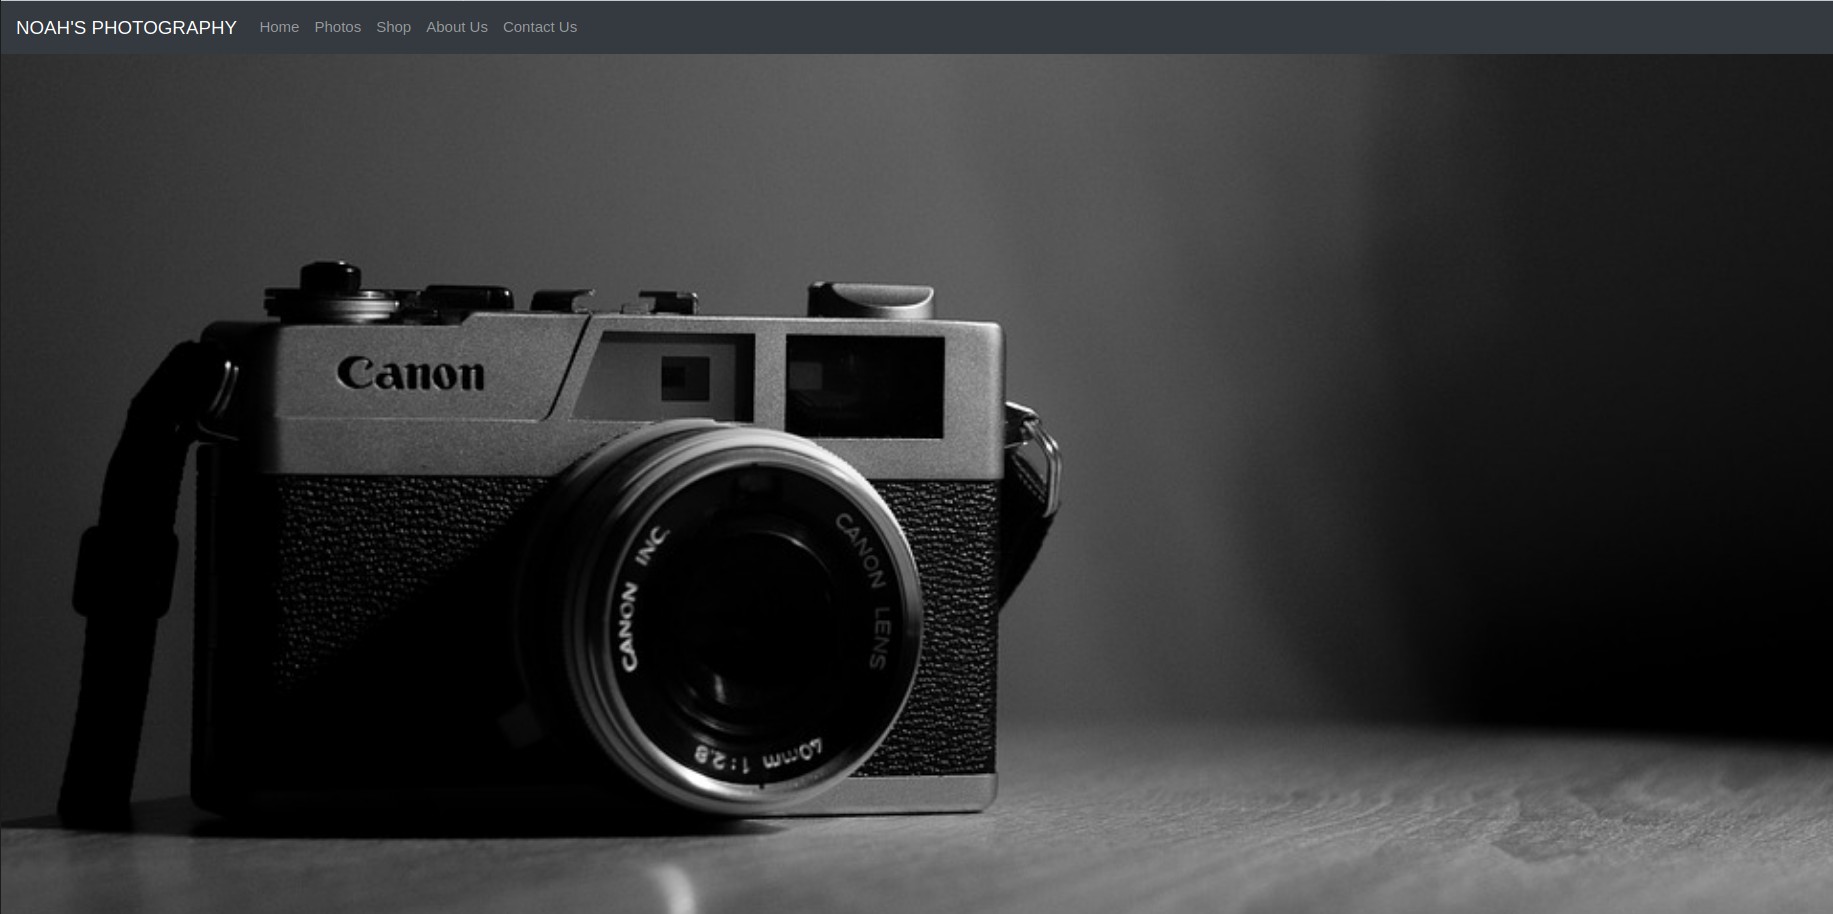 NOAH'S PHOTOGRAPHY Home Photos Shop About Us Contact Us
Canon
CANON INC.
CANON LENS
40mm 1:2.8